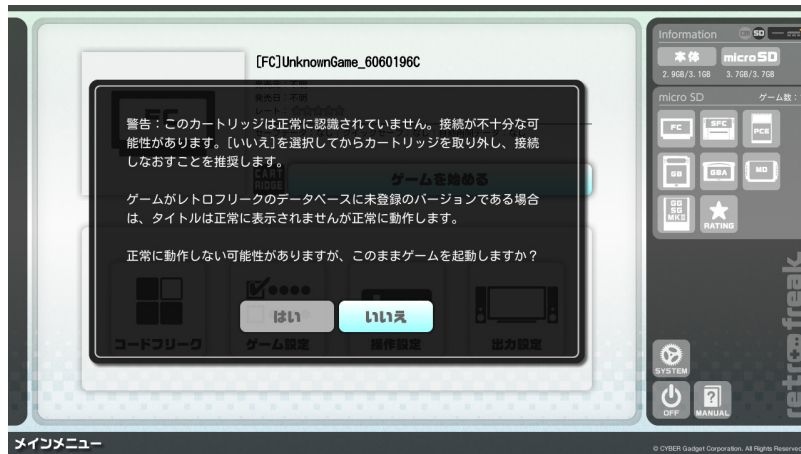 [FC]UnknownGame_6060196C
発売日：不明
レート：☆☆☆☆☆
警告：このカートリッジは正常に認識されていません。接続が不十分な可
能性があります。[いいえ]を選択してからカートリッジを取り外し、接続
しなおすことを推奨します。
CART
RIDGE
ゲームを始める
ゲームがレトロフリークのデータベースに未登録のバージョンである場合
は、タイトルは正常に表示されませんが正常に動作します。
正常に動作しない可能性がありますが、このままゲームを起動しますか？
はい
いいえ
コードフリーク
ゲーム設定
操作設定
出力設定
Information
SD
本体
microSD
2.9GB/3.1GB
3.7GB/3.7GB
micro SD
ゲーム数：
FC
SFC
PCE
GB
GBA
MD
GG
SG
MKIII
RATING
retro freak
SYSTEM
OFF
MANUAL
メインメニュー
© CYBER Gadget Corporation. All Rights Reserved